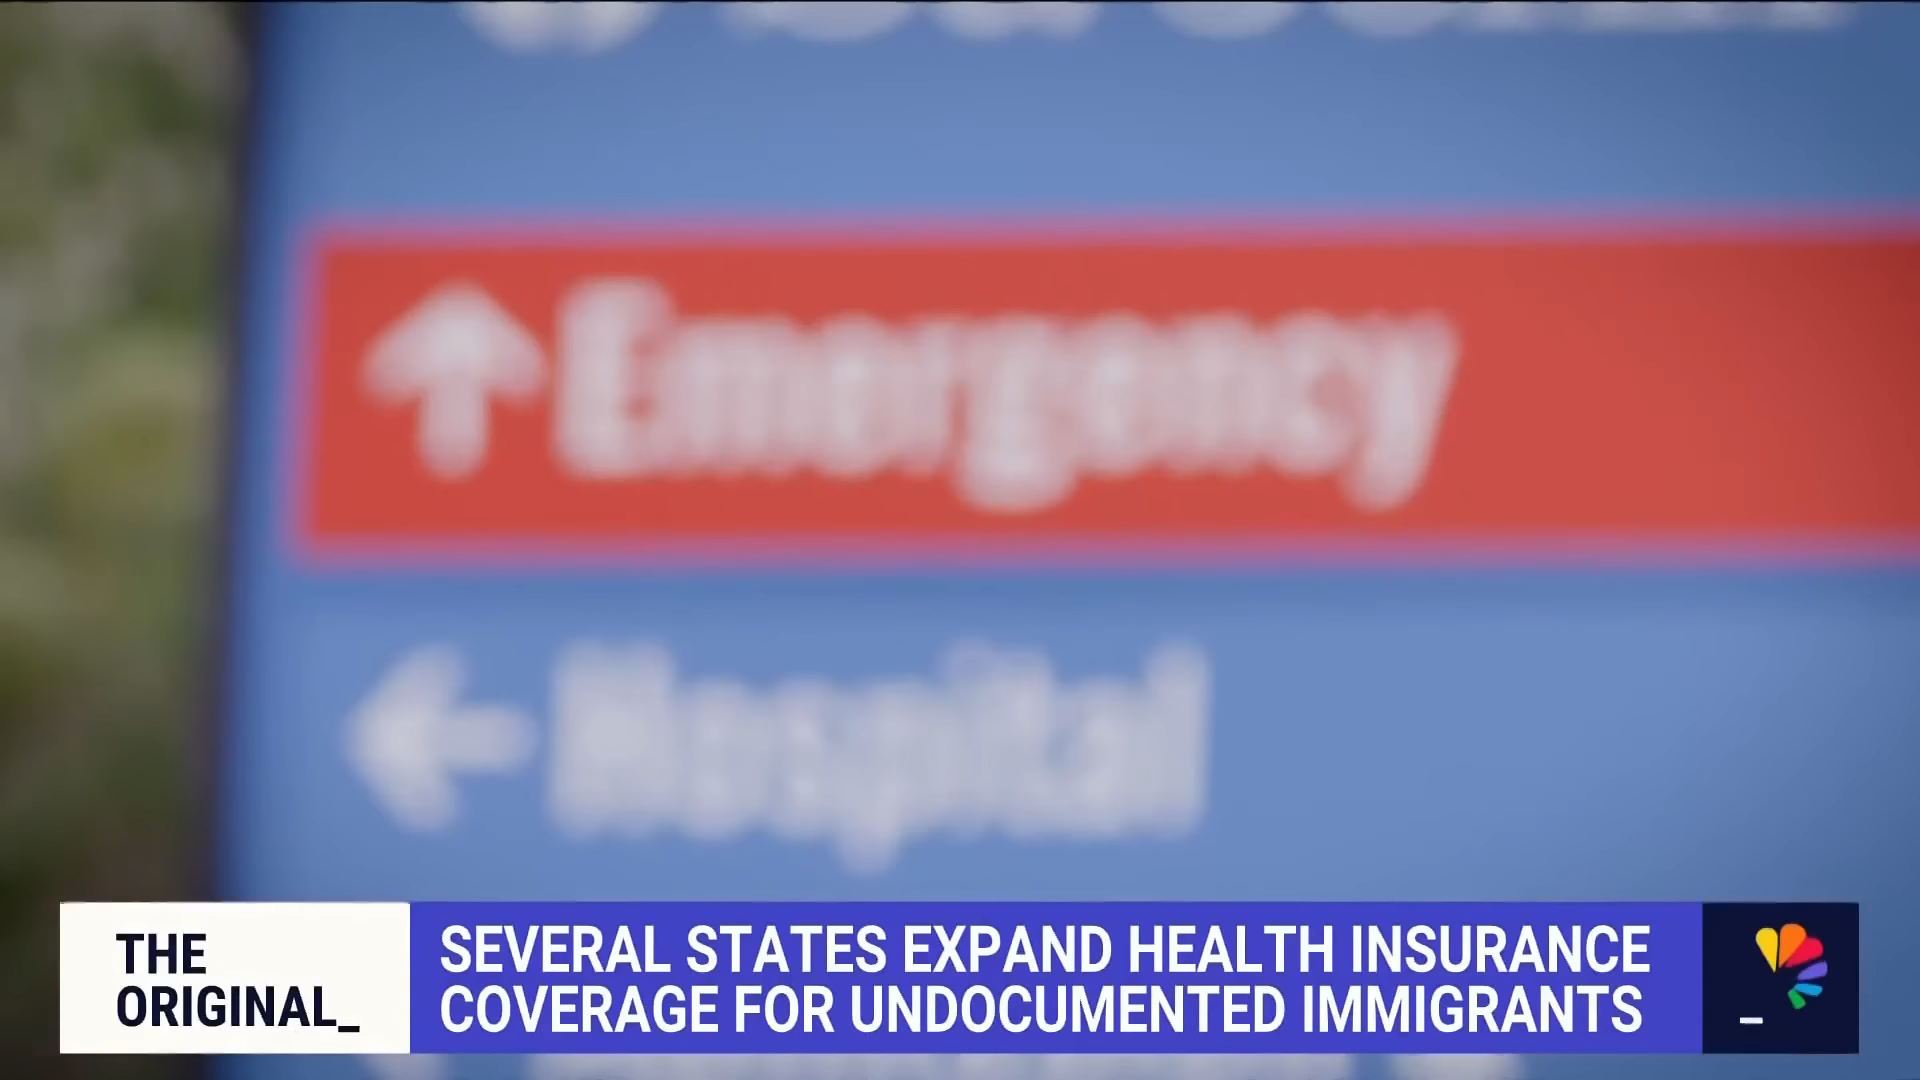 Emergency
Hospital
THE
ORIGINAL_
SEVERAL STATES EXPAND HEALTH INSURANCE
COVERAGE FOR UNDOCUMENTED IMMIGRANTS